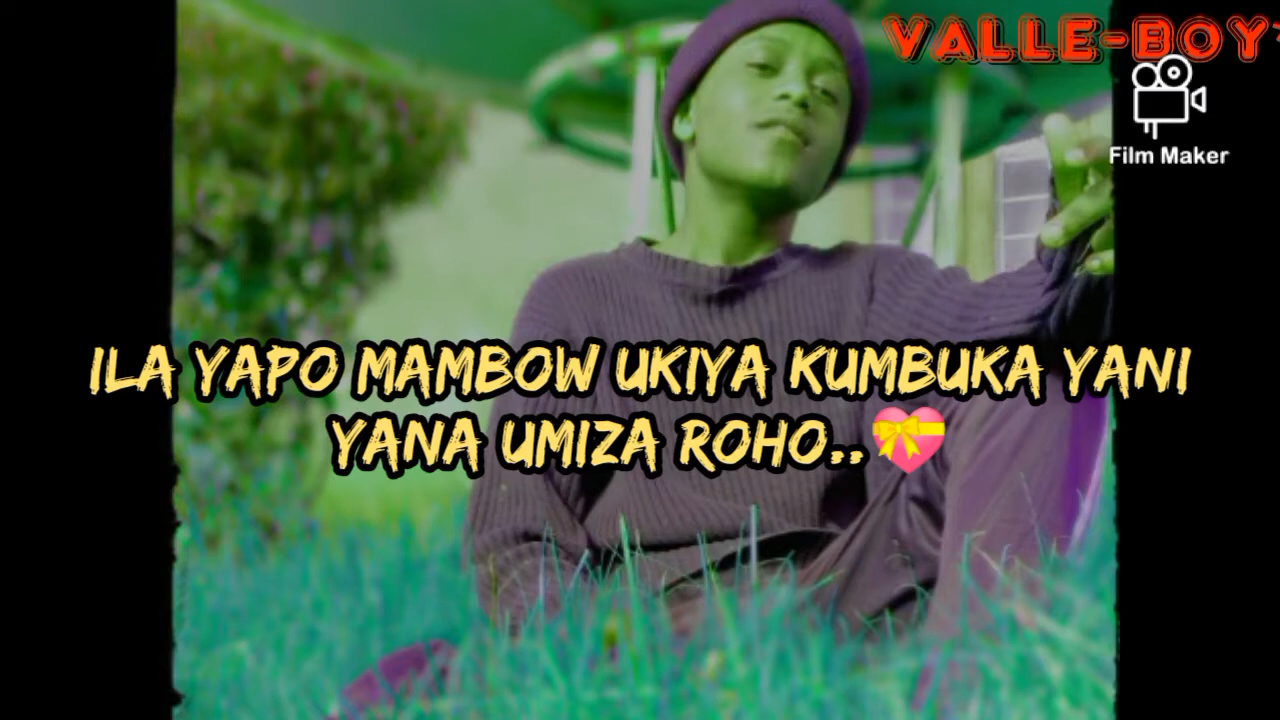 VALLE-BOY
Film Maker
ILA YAPO MAMBOW UKIYA KUMBUKA YANI
YANA UMIZA ROHO..💝